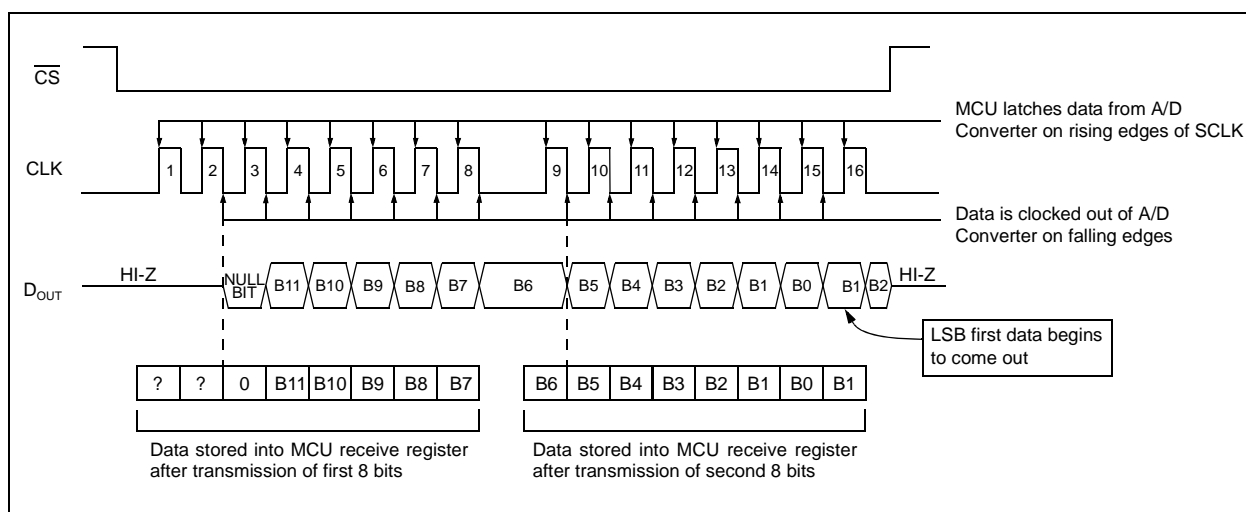 CS
MCU latches data from A/D
Converter on rising edges of SCLK
CLK
1 2 3 4 5 6 7 8 9 10 11 12 13 14 15 16
Data is clocked out of A/D
Converter on falling edges
HI-Z
DOUT
NULL
BIT
B11 B10 B9 B8 B7 B6 B5 B4 B3 B2 B1 B0 B1 B2
HI-Z
LSB first data begins
to come out
? ? 0 B11 B10 B9 B8 B7
B6 B5 B4 B3 B2 B1 B0 B1
Data stored into MCU receive register
after transmission of first 8 bits
Data stored into MCU receive register
after transmission of second 8 bits